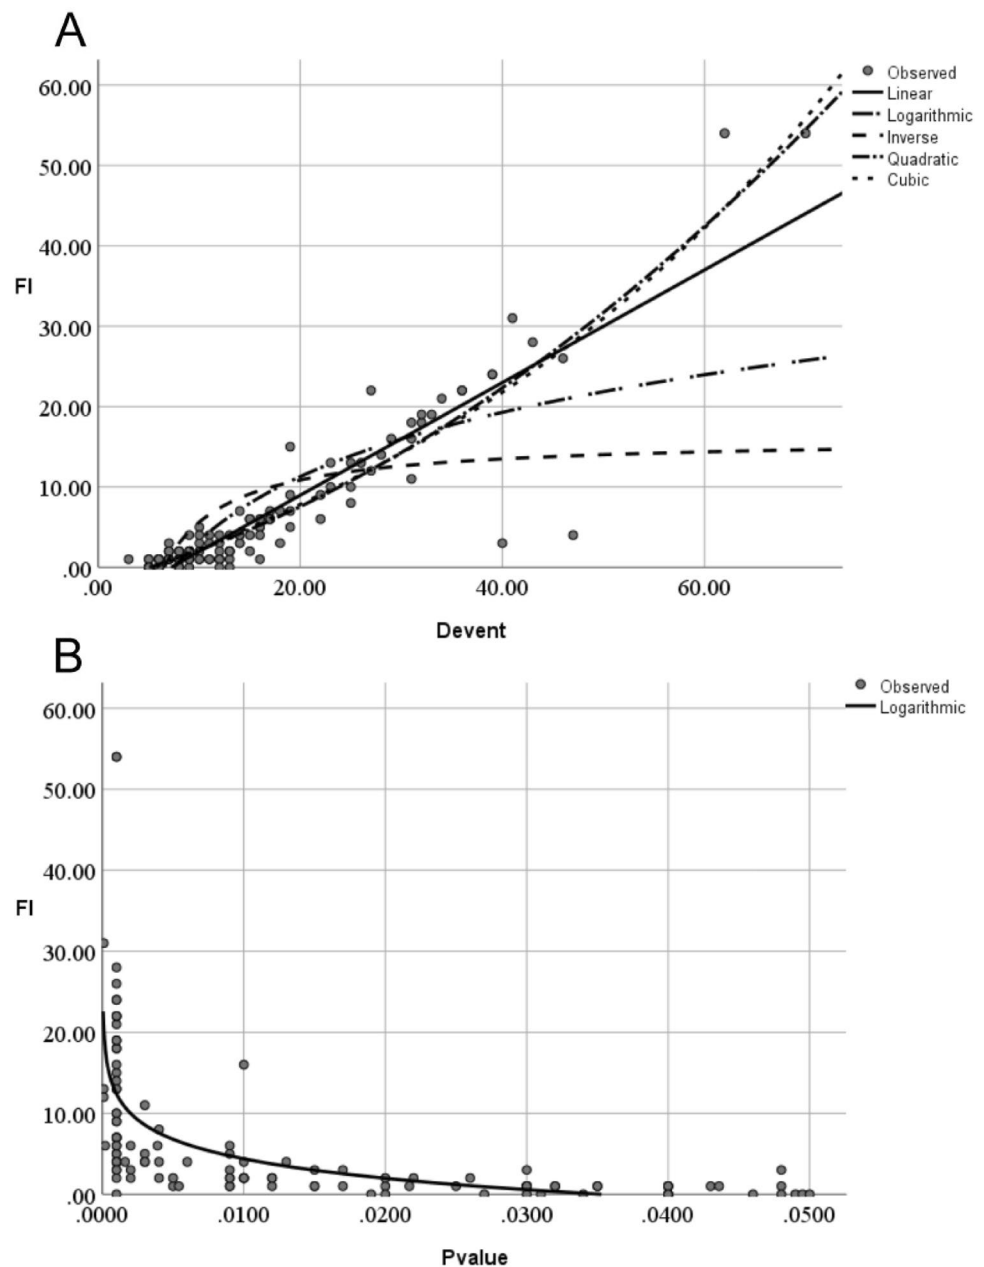 A
60.00
50.00
40.00
FI
30.00
20.00
10.00
.00
.00 20.00 40.00 60.00
Devent
Observed
Linear
Logarithmic
Inverse
Quadratic
Cubic
B
60.00
50.00
40.00
FI
30.00
20.00
10.00
.00
.0000 .0100 .0200 .0300 .0400 .0500
Pvalue
Observed
Logarithmic